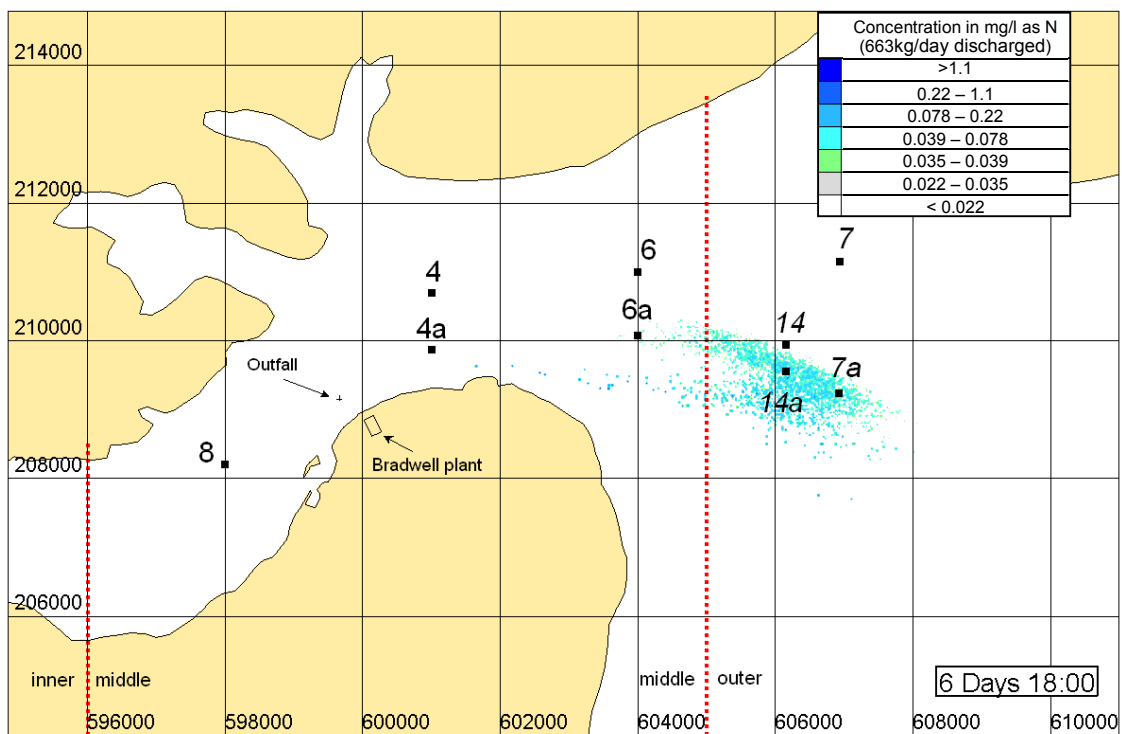 Concentration in mg/l as N
(663kg/day discharged)
>1.1
0.22 – 1.1
0.078 – 0.22
0.039 – 0.078
0.035 – 0.039
0.022 – 0.035
< 0.022
214000
212000
210000
208000
206000
4
4a
6
6a
7
14
7a
14a
8
Outfall
Bradwell plant
inner
middle
middle
outer
6 Days 18:00
596000
598000
600000
602000
604000
606000
608000
610000